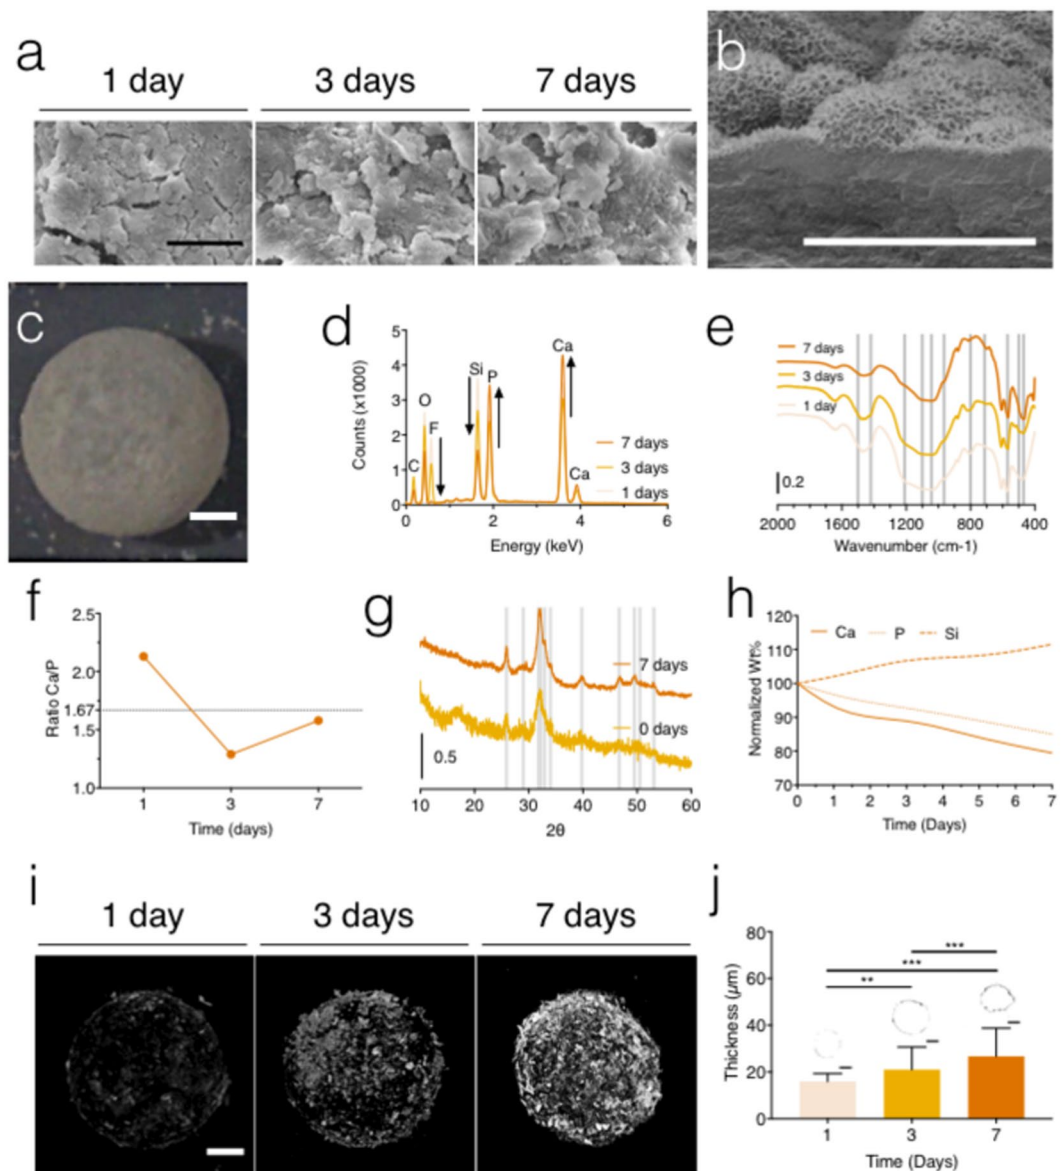 a
1 day
3 days
7 days
b
c
d
Counts (x1000)
5
4
3
2
1
0
C
O
F
Si
P
Ca
Ca
7 days
3 days
1 days
0
2
4
6
Energy (keV)
e
7 days
3 days
1 day
0.2
2000
1600
1200
800
400
Wavenumber (cm-1)
f
Ratio Ca/P
2.5
2.0
1.67
1.5
1.0
1
3
7
Time (days)
g
7 days
0 days
0.5
10
20
30
40
50
60
2θ
h
Normalized Wt%
120
110
100
90
80
70
Ca
P
Si
0
1
2
3
4
5
6
7
Time (Days)
i
1 day
3 days
7 days
j
Thickness (µm)
80
60
40
20
0
***
***
**
1
3
7
Time (Days)